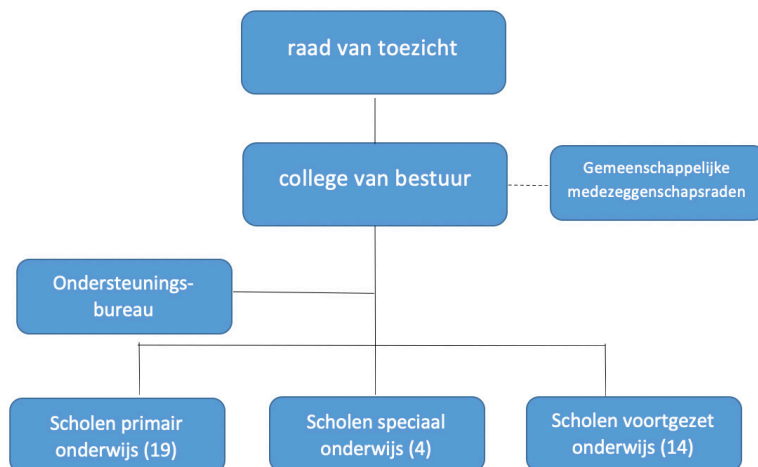 raad van toezicht
college van bestuur
Gemeenschappelijke
medezeggenschapsraden
Ondersteunings-
bureau
Scholen primair
onderwijs (19)
Scholen speciaal
onderwijs (4)
Scholen voortgezet
onderwijs (14)